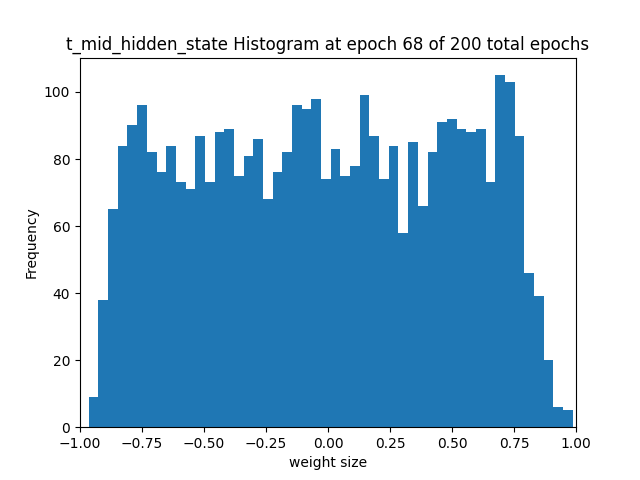 t_mid_hidden_state Histogram at epoch 68 of 200 total epochs
100
80
60
40
20
0
Frequency
−1.00 −0.75 −0.50 −0.25 0.00 0.25 0.50 0.75 1.00
weight size